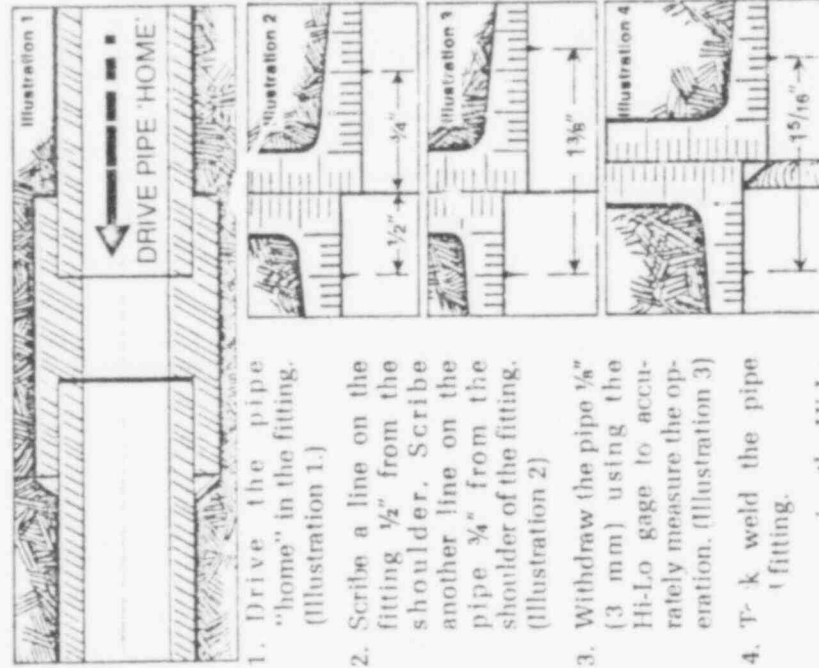 Illustration 1
DRIVE PIPE 'HOME'
1. Drive the pipe
"home" in the fitting.
(Illustration 1.)
2. Scribe a line on the
fitting 1/2" from the
shoulder. Scribe
another line on the
pipe 3/4" from the
shoulder of the fitting.
(Illustration 2)
3. Withdraw the pipe 1/8"
(3 mm) using the
Hi-Lo gage to accu-
rately measure the op-
eration. (Illustration 3)
4. weld the pipe
fitting.
Illustration 2
1/2"
3/4"
Illustration 3
1 3/8"
Illustration 4
1 5/16"